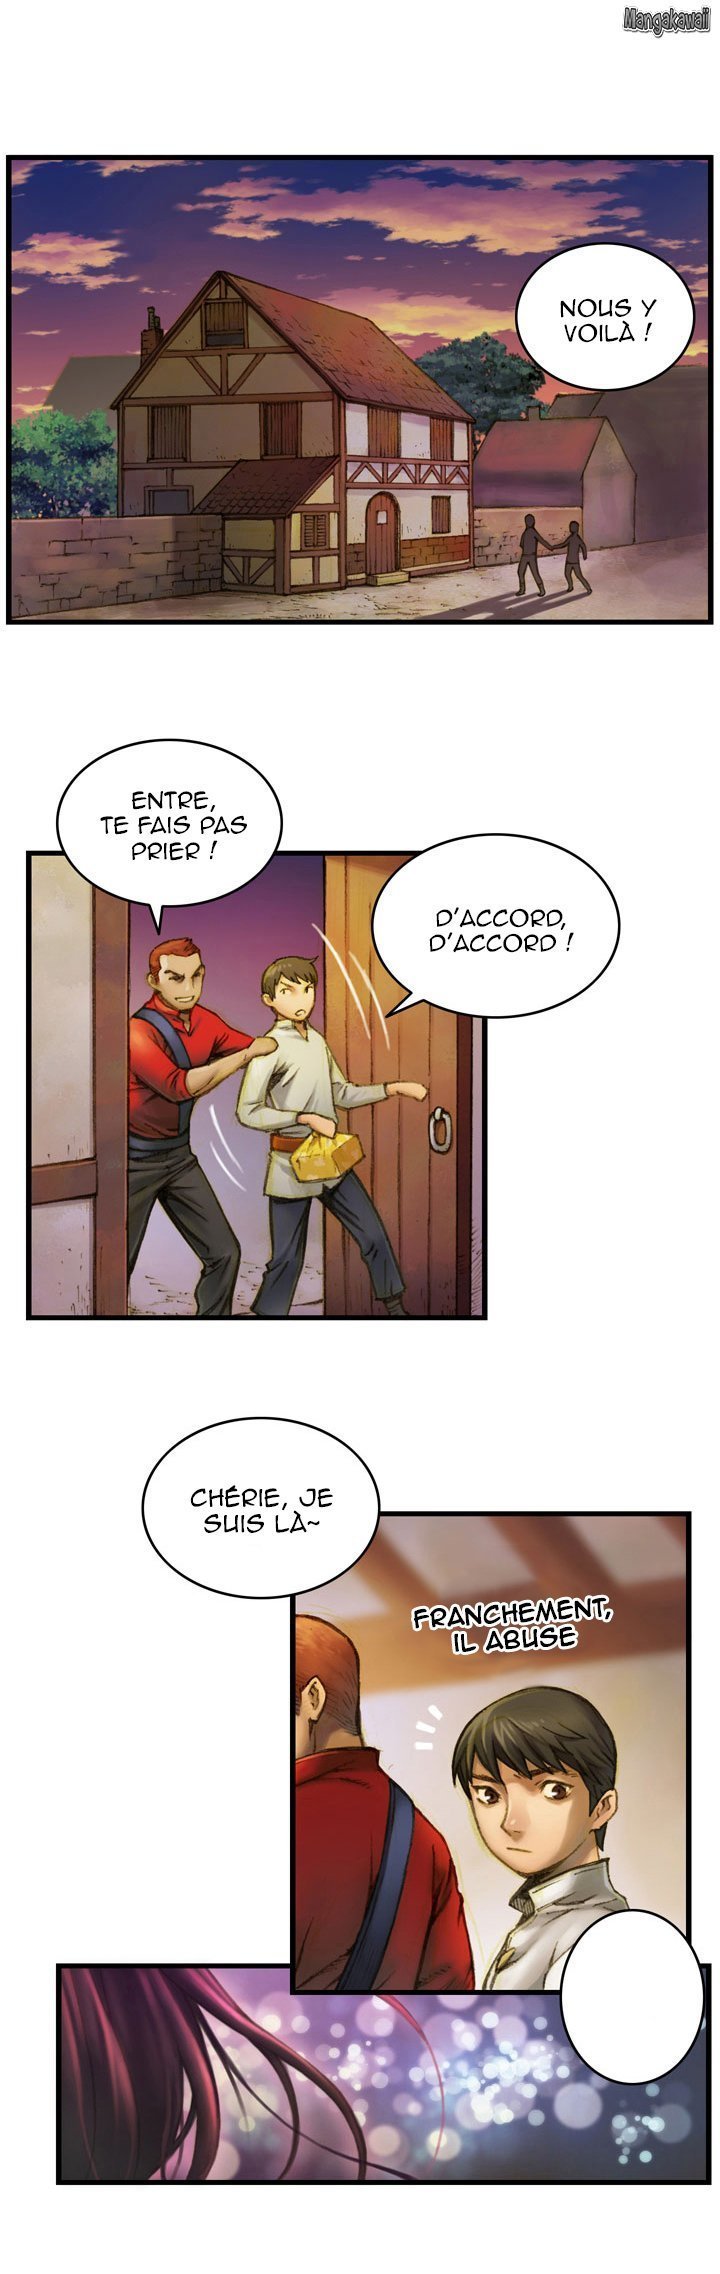 Mangakawaii
NOUS Y
VOILÀ !
ENTRE,
TE FAIS PAS
PRIER !
D'ACCORD,
D'ACCORD !
CHÉRIE, JE
SUIS LÀ~
FRANCHEMENT,
IL ABUSE